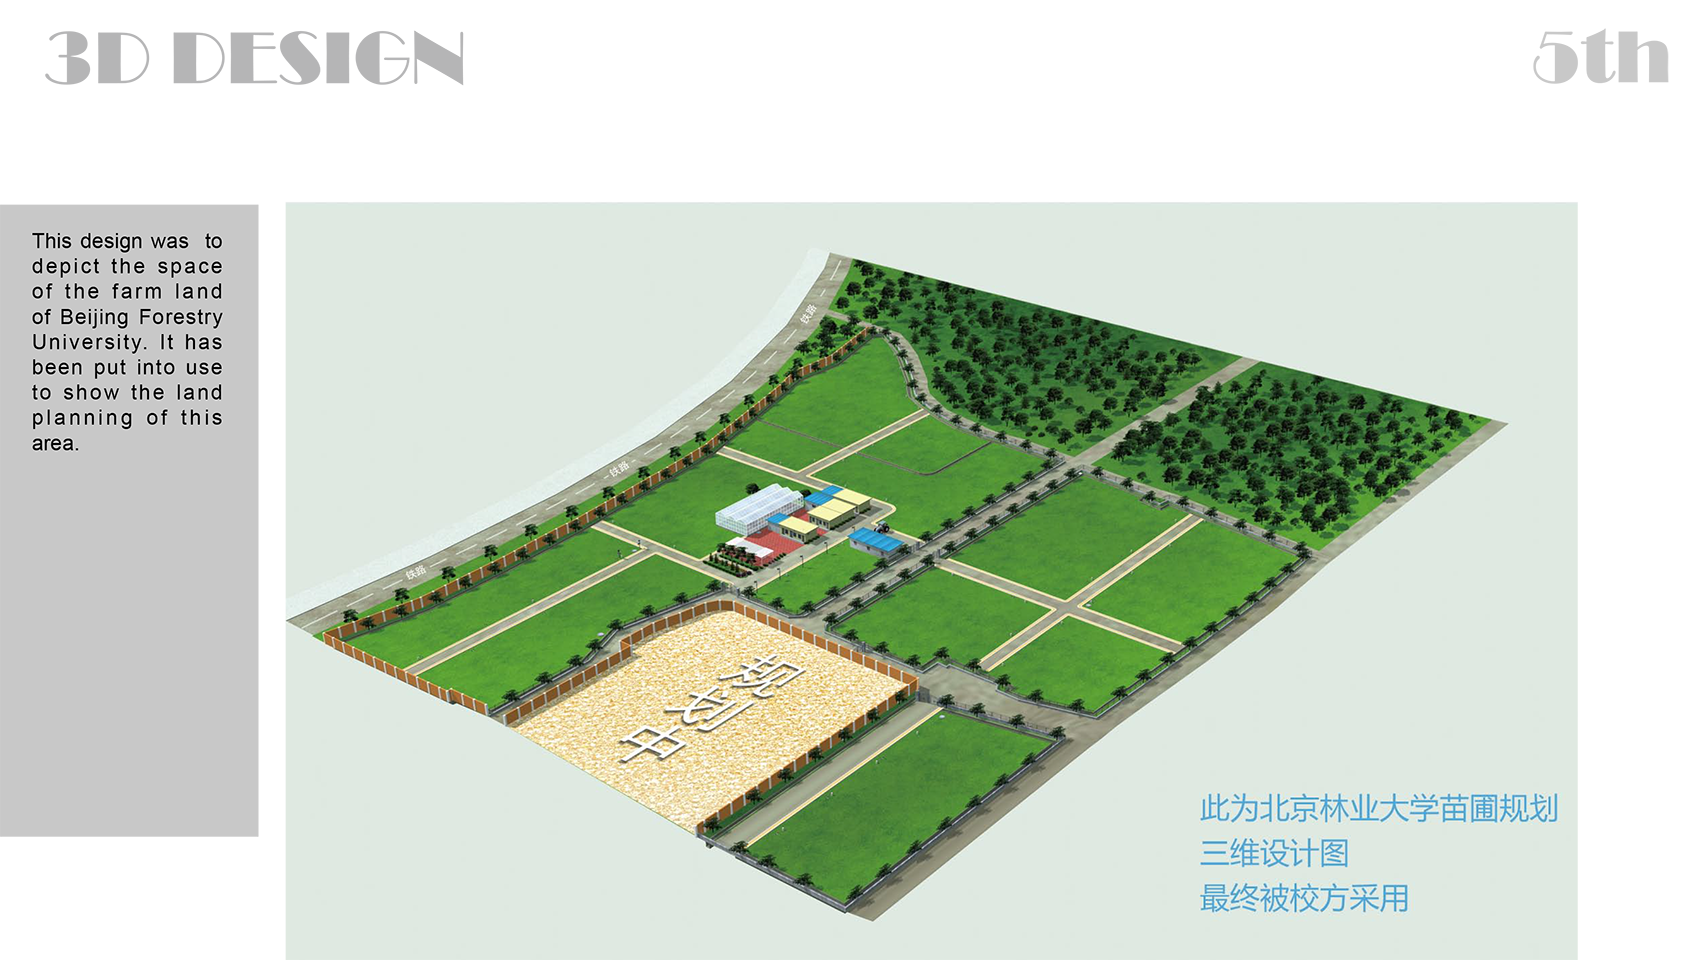 3D DESIGN
5th
This design was to
depict the space
of the farm land
of Beijing Forestry
University. It has
been put into use
to show the land
planning of this
area.
铁路
铁路
铁路
规划中
此为北京林业大学苗圃规划
三维设计图
最终被校方采用